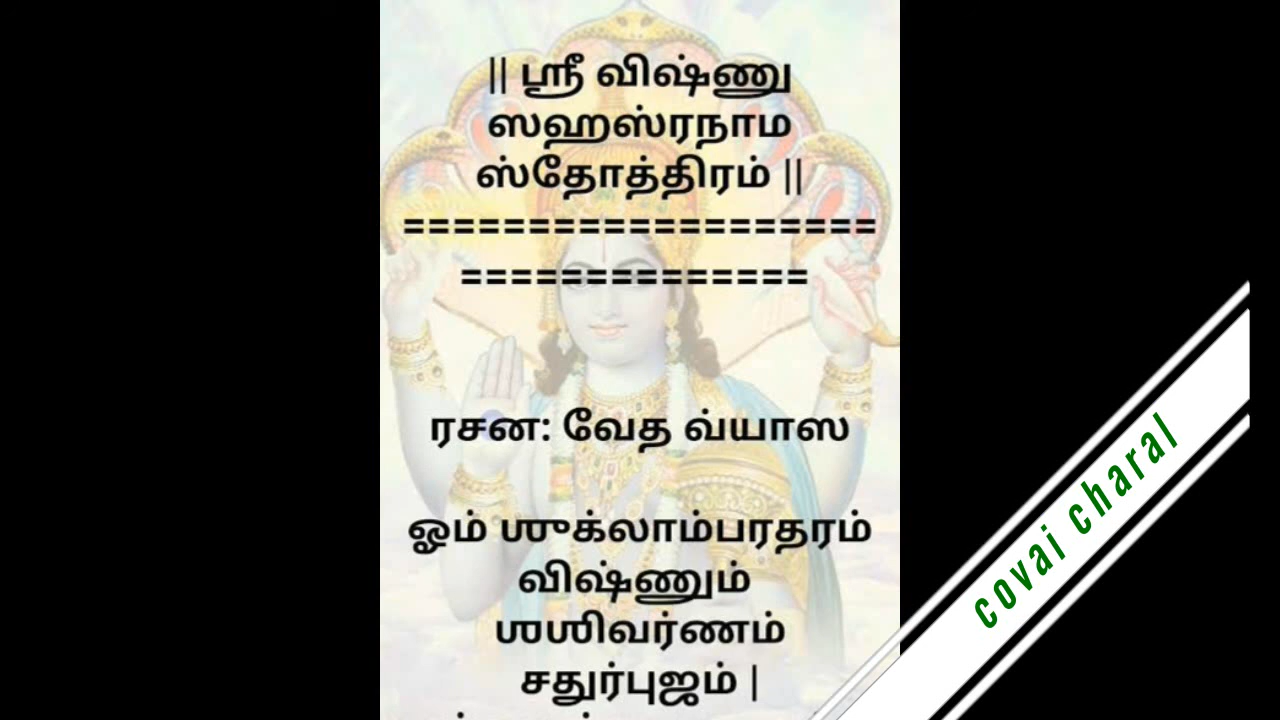 || ஸ்ரீ விஷ்ணு
ஸஹஸ்ரநாம
ஸ்தோத்திரம் ||
===================
==============
ரசன: வேத வ்யாஸ
ஓம் ஶுக்லாம்பரதரம்
விஷ்ணும்
ஶஶிவர்ணம்
சதுர்புஜம் |
covai charal